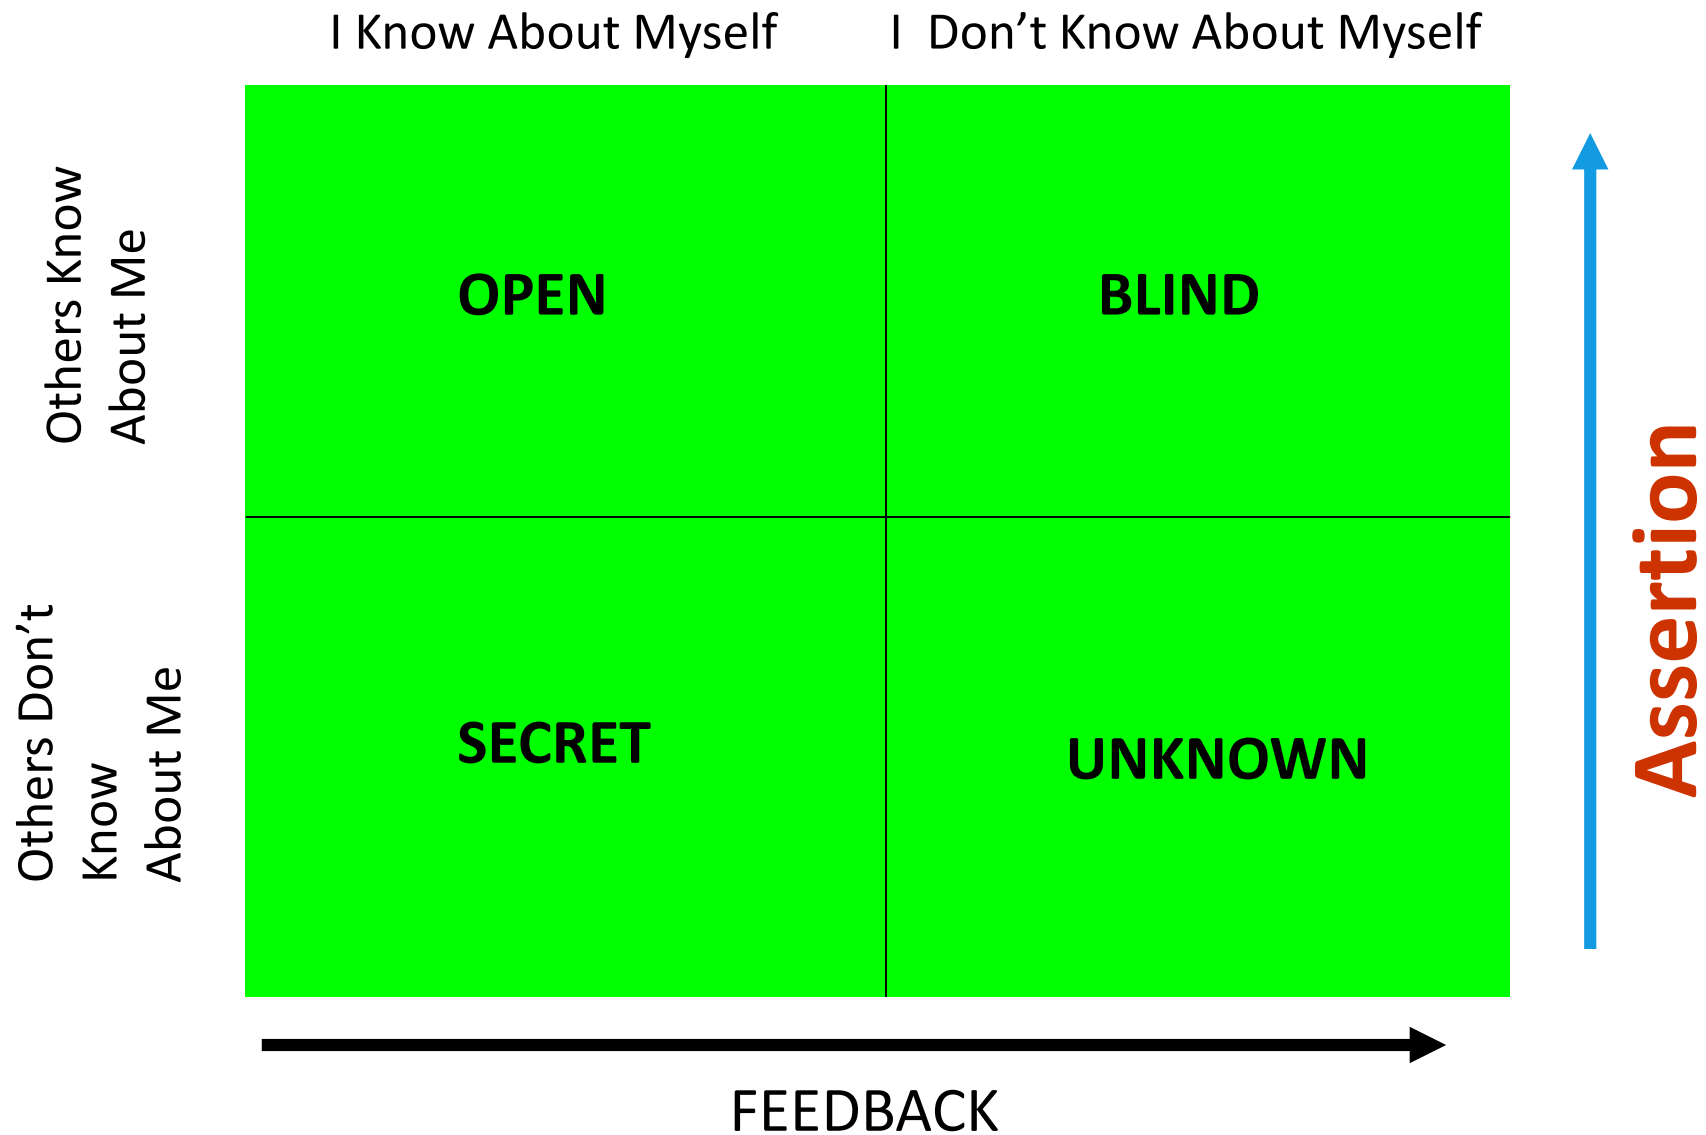 I Know About Myself
I Don’t Know About Myself
Others Know
About Me
OPEN
BLIND
Others Don’t
Know
About Me
SECRET
UNKNOWN
Assertion
FEEDBACK